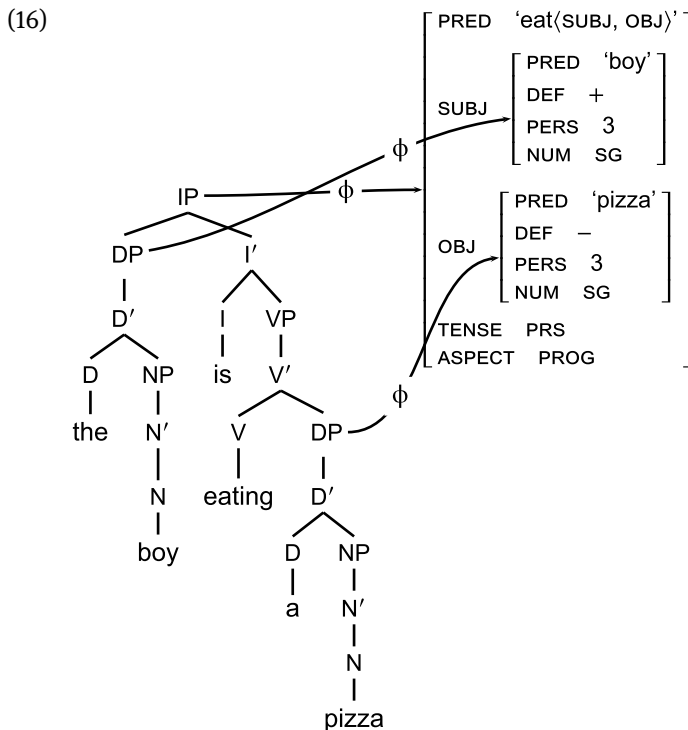 (16)
PRED ‘eat⟨SUBJ, OBJ⟩’
SUBJ
PRED ‘boy’
DEF +
PERS 3
NUM SG
OBJ
PRED ‘pizza’
DEF −
PERS 3
NUM SG
TENSE PRS
ASPECT PROG
ϕ
ϕ
ϕ
IP
DP I′
D′ I VP
D NP is V′
the N′ V DP
N eating D′
boy D NP
a N′
N
pizza